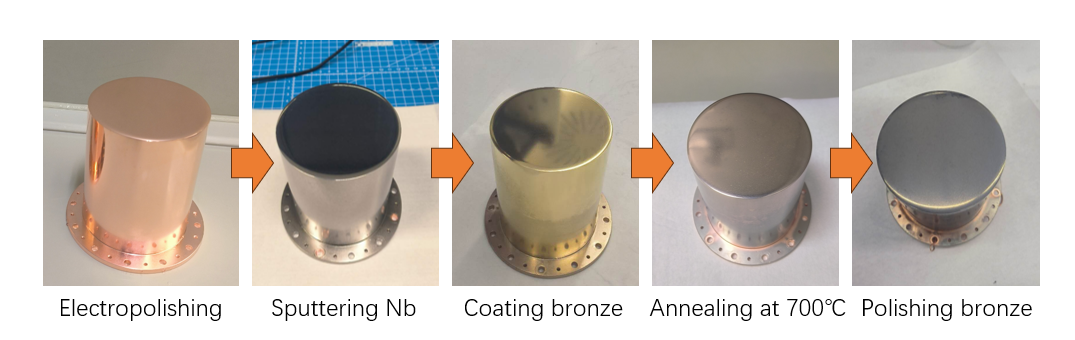 Electropolishing
Sputtering Nb
Coating bronze
Annealing at 700℃
Polishing bronze